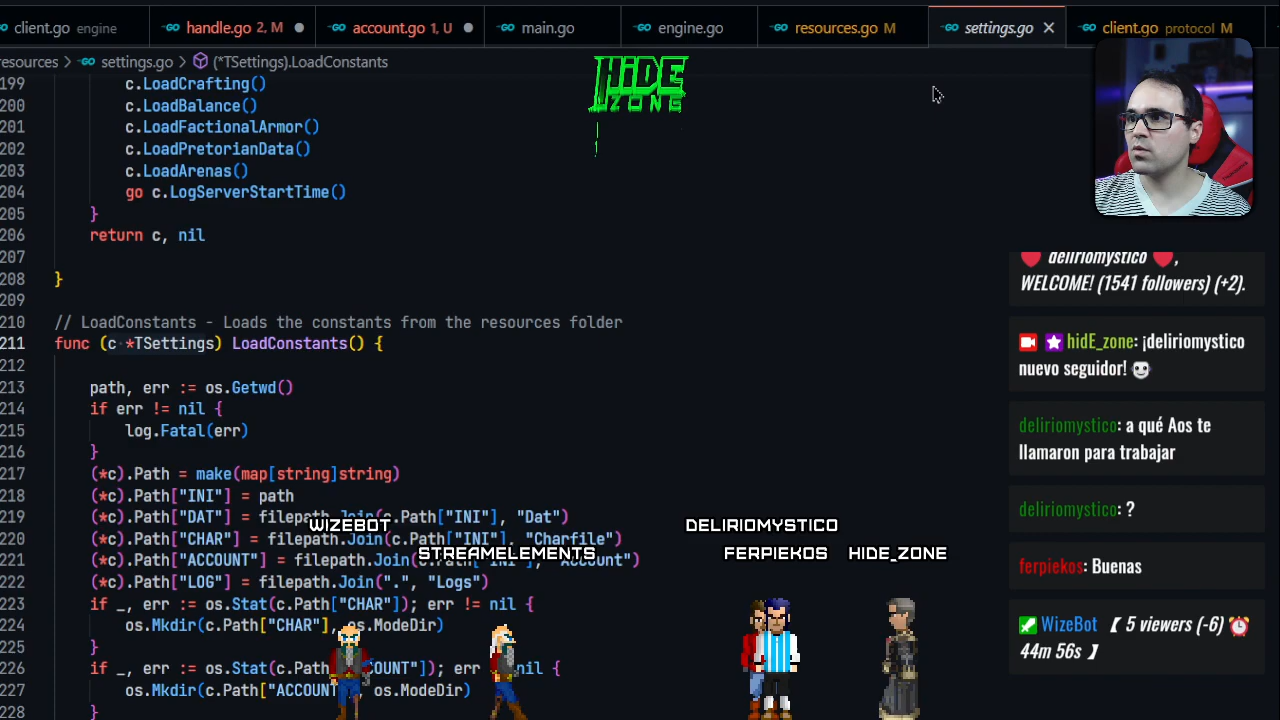 client.go engine
handle.go 2, M
account.go 1, U
main.go
engine.go
resources.go M
settings.go
client.go protocol M
resources > settings.go > (*TSettings).LoadConstants
199 c.LoadCrafting()
200 c.LoadBalance()
201 c.LoadFactionalArmor()
202 c.LoadPretorianData()
203 c.LoadArenas()
204 go c.LogServerStartTime()
205 }
206 return c, nil
207
208 }
209
210 // LoadConstants - Loads the constants from the resources folder
211 func (c *TSettings) LoadConstants() {
212
213 path, err := os.Getwd()
214 if err != nil {
215 log.Fatal(err)
216 }
217 (*c).Path = make(map[string]string)
218 (*c).Path["INI"] = path
219 (*c).Path["DAT"] = filepath.Join(c.Path["INI"], "Dat")
220 (*c).Path["CHAR"] = filepath.Join(c.Path["INI"], "Charfile")
221 (*c).Path["ACCOUNT"] = filepath.Join(c.Path["INI"], "Account")
222 (*c).Path["LOG"] = filepath.Join(".", "Logs")
223 if _, err := os.Stat(c.Path["CHAR"]); err != nil {
224 os.Mkdir(c.Path["CHAR"], os.ModeDir)
225 }
226 if _, err := os.Stat(c.Path OUNT"]); err nil {
227 os.Mkdir(c.Path["ACCOUNT os.ModeDir)
228 }
HiDE
ZONE
WIZEBOT
STREAMELEMENTS
DELIRIOMYSTICO
FERPIEKOS
HIDE_ZONE
❤ deliriomystico ❤,
WELCOME! (1541 followers) (+2).
hidE_zone: ¡deliriomystico
nuevo seguidor!
deliriomystico: a qué Aos te
llamaron para trabajar
deliriomystico: ?
ferpiekos: Buenas
WizeBot 【 5 viewers (-6) ⏰
44m 56s 】